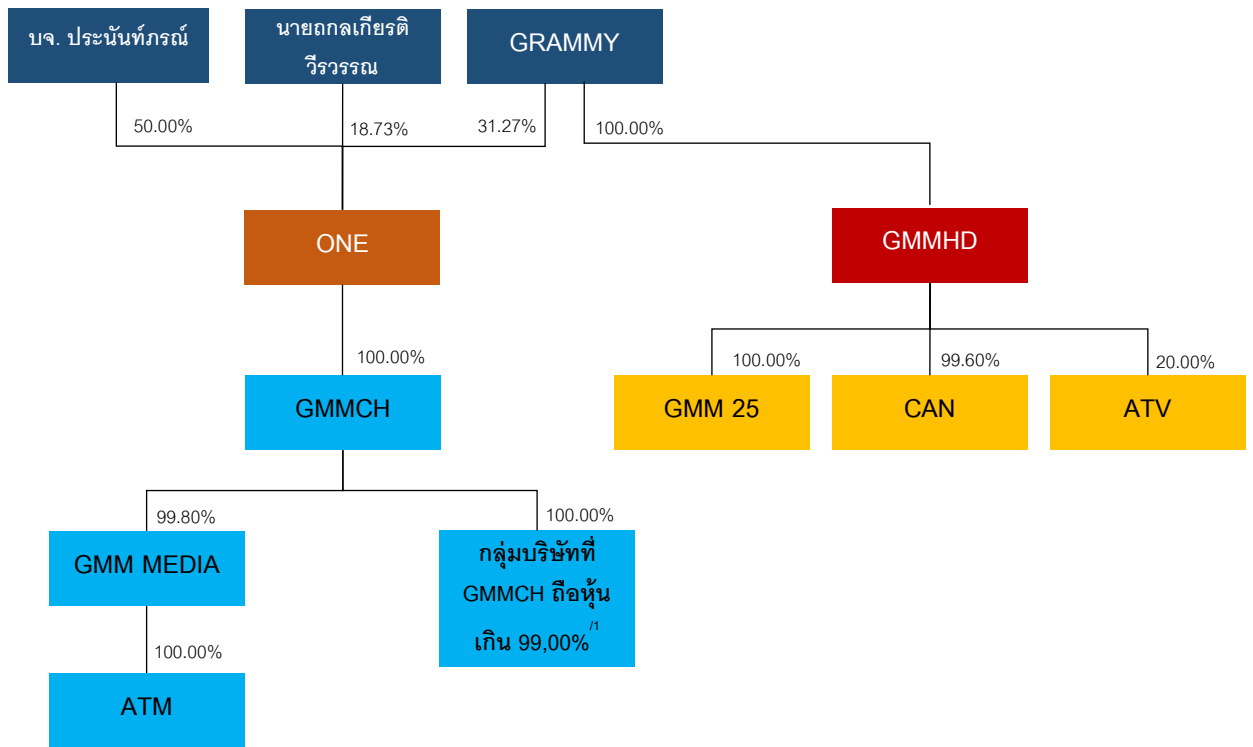 บจ. ประนันท์ภรณ์
นายถกลเกียรติ
วีรวรรณ
GRAMMY
50.00%
18.73%
31.27%
100.00%
ONE
GMMHD
100.00%
100.00%
99.60%
20.00%
GMMCH
GMM 25
CAN
ATV
99.80%
100.00%
GMM MEDIA
กลุ่มบริษัทที่
GMMCH ถือหุ้น
เกิน 99,00%/1
100.00%
ATM